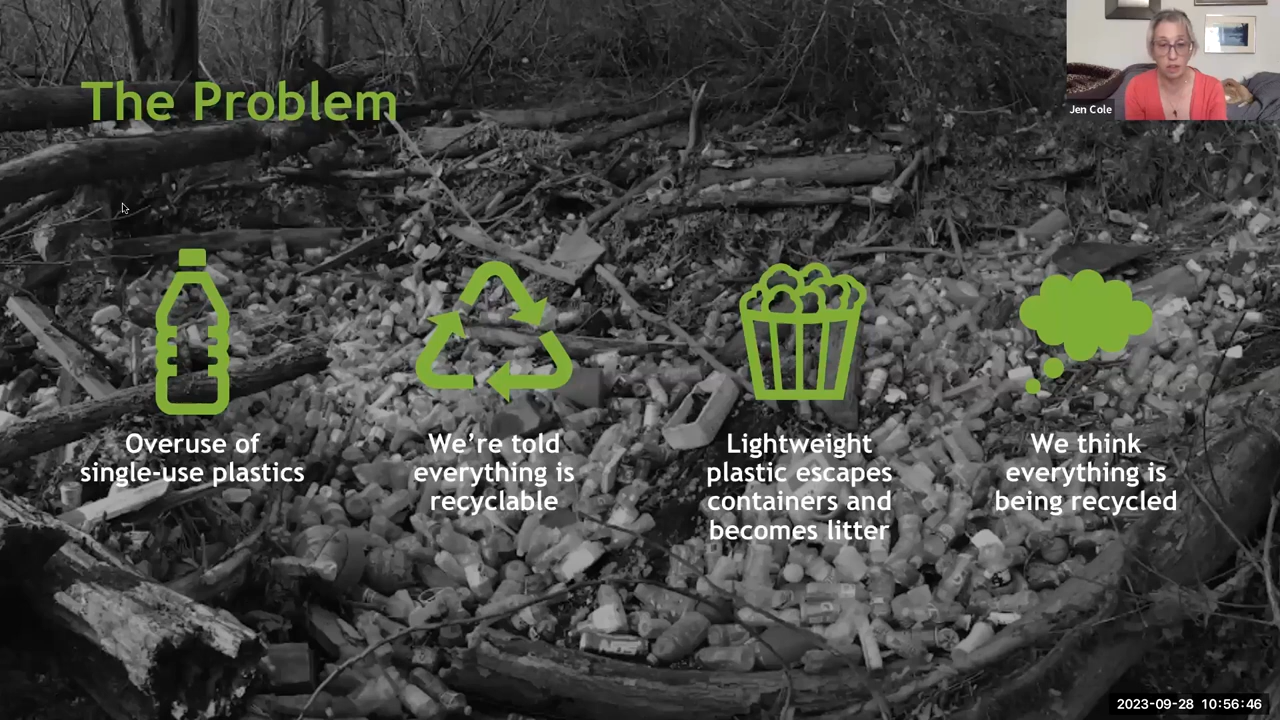 The Problem
Jen Cole
Overuse of
single-use plastics
We're told
everything is
recyclable
Lightweight
plastic escapes
containers and
becomes litter
We think
everything is
being recycled
2023-09-28 10:56:46